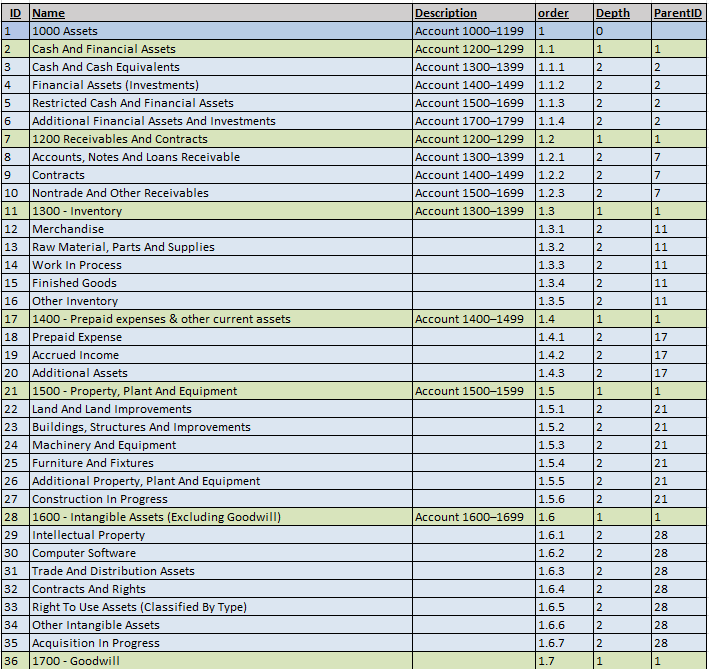 ID Name Description order Depth ParentID
1 1000 Assets Account 1000–1199 1 0
2 Cash And Financial Assets Account 1200–1299 1.1 1 1
3 Cash And Cash Equivalents Account 1300–1399 1.1.1 2 2
4 Financial Assets (Investments) Account 1400–1499 1.1.2 2 2
5 Restricted Cash And Financial Assets Account 1500–1699 1.1.3 2 2
6 Additional Financial Assets And Investments Account 1700–1799 1.1.4 2 2
7 1200 Receivables And Contracts Account 1200–1299 1.2 1 1
8 Accounts, Notes And Loans Receivable Account 1300–1399 1.2.1 2 7
9 Contracts Account 1400–1499 1.2.2 2 7
10 Nontrade And Other Receivables Account 1500–1699 1.2.3 2 7
11 1300 - Inventory Account 1300–1399 1.3 1 1
12 Merchandise 1.3.1 2 11
13 Raw Material, Parts And Supplies 1.3.2 2 11
14 Work In Process 1.3.3 2 11
15 Finished Goods 1.3.4 2 11
16 Other Inventory 1.3.5 2 11
17 1400 - Prepaid expenses & other current assets Account 1400–1499 1.4 1 1
18 Prepaid Expense 1.4.1 2 17
19 Accrued Income 1.4.2 2 17
20 Additional Assets 1.4.3 2 17
21 1500 - Property, Plant And Equipment Account 1500–1599 1.5 1 1
22 Land And Land Improvements 1.5.1 2 21
23 Buildings, Structures And Improvements 1.5.2 2 21
24 Machinery And Equipment 1.5.3 2 21
25 Furniture And Fixtures 1.5.4 2 21
26 Additional Property, Plant And Equipment 1.5.5 2 21
27 Construction In Progress 1.5.6 2 21
28 1600 - Intangible Assets (Excluding Goodwill) Account 1600–1699 1.6 1 1
29 Intellectual Property 1.6.1 2 28
30 Computer Software 1.6.2 2 28
31 Trade And Distribution Assets 1.6.3 2 28
32 Contracts And Rights 1.6.4 2 28
33 Right To Use Assets (Classified By Type) 1.6.5 2 28
34 Other Intangible Assets 1.6.6 2 28
35 Acquisition In Progress 1.6.7 2 28
36 1700 - Goodwill 1.7 1 1